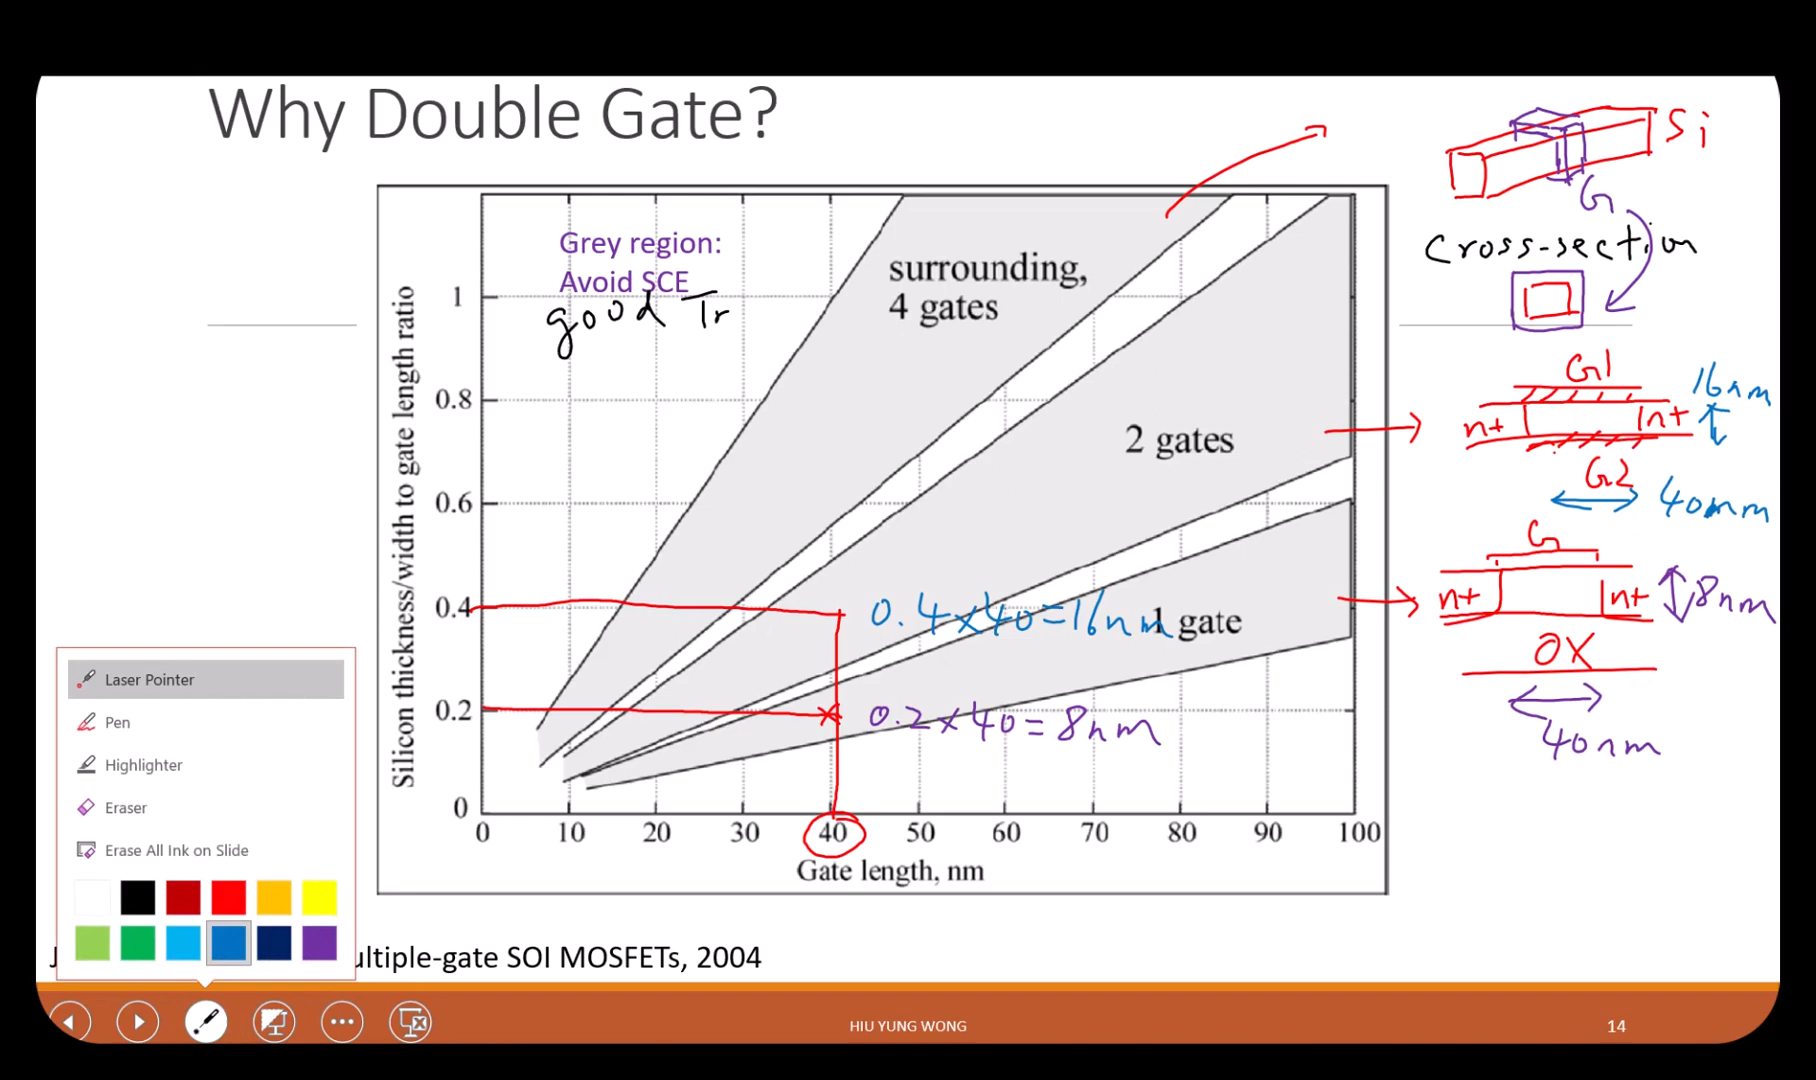 Why Double Gate?
Si
G
Cross-section
Grey region:
Avoid SCE
good Tr
surrounding,
4 gates
2 gates
1 gate
Silicon thickness/width to gate length ratio
1
0.8
0.6
0.4
0.2
0
0 10 20 30 40 50 60 70 80 90 100
Gate length, nm
0.4×40=16nm
0.2×40=8nm
G1
n+ n+
16nm
G2
40nm
G
n+ n+
8nm
OX
40nm
Laser Pointer
Pen
Highlighter
Eraser
Erase All Ink on Slide
ultiple-gate SOI MOSFETs, 2004
HIU YUNG WONG
14